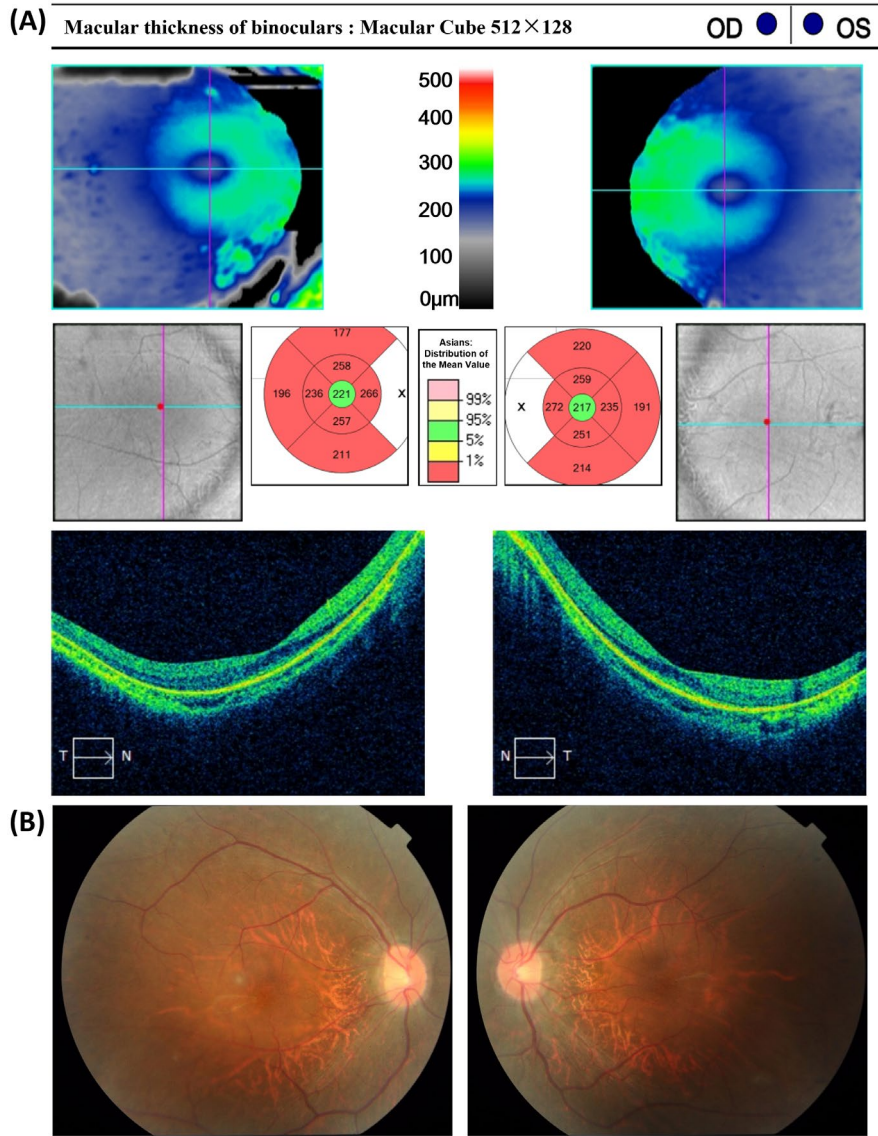 (A)
Macular thickness of binoculars : Macular Cube 512×128
OD
OS
500
400
300
200
100
0µm
177
258
196
236
221
266
X
257
211
Asians:
Distribution of
the Mean Value
99%
95%
5%
1%
220
259
X
272
217
235
191
251
214
T
N
N
T
(B)